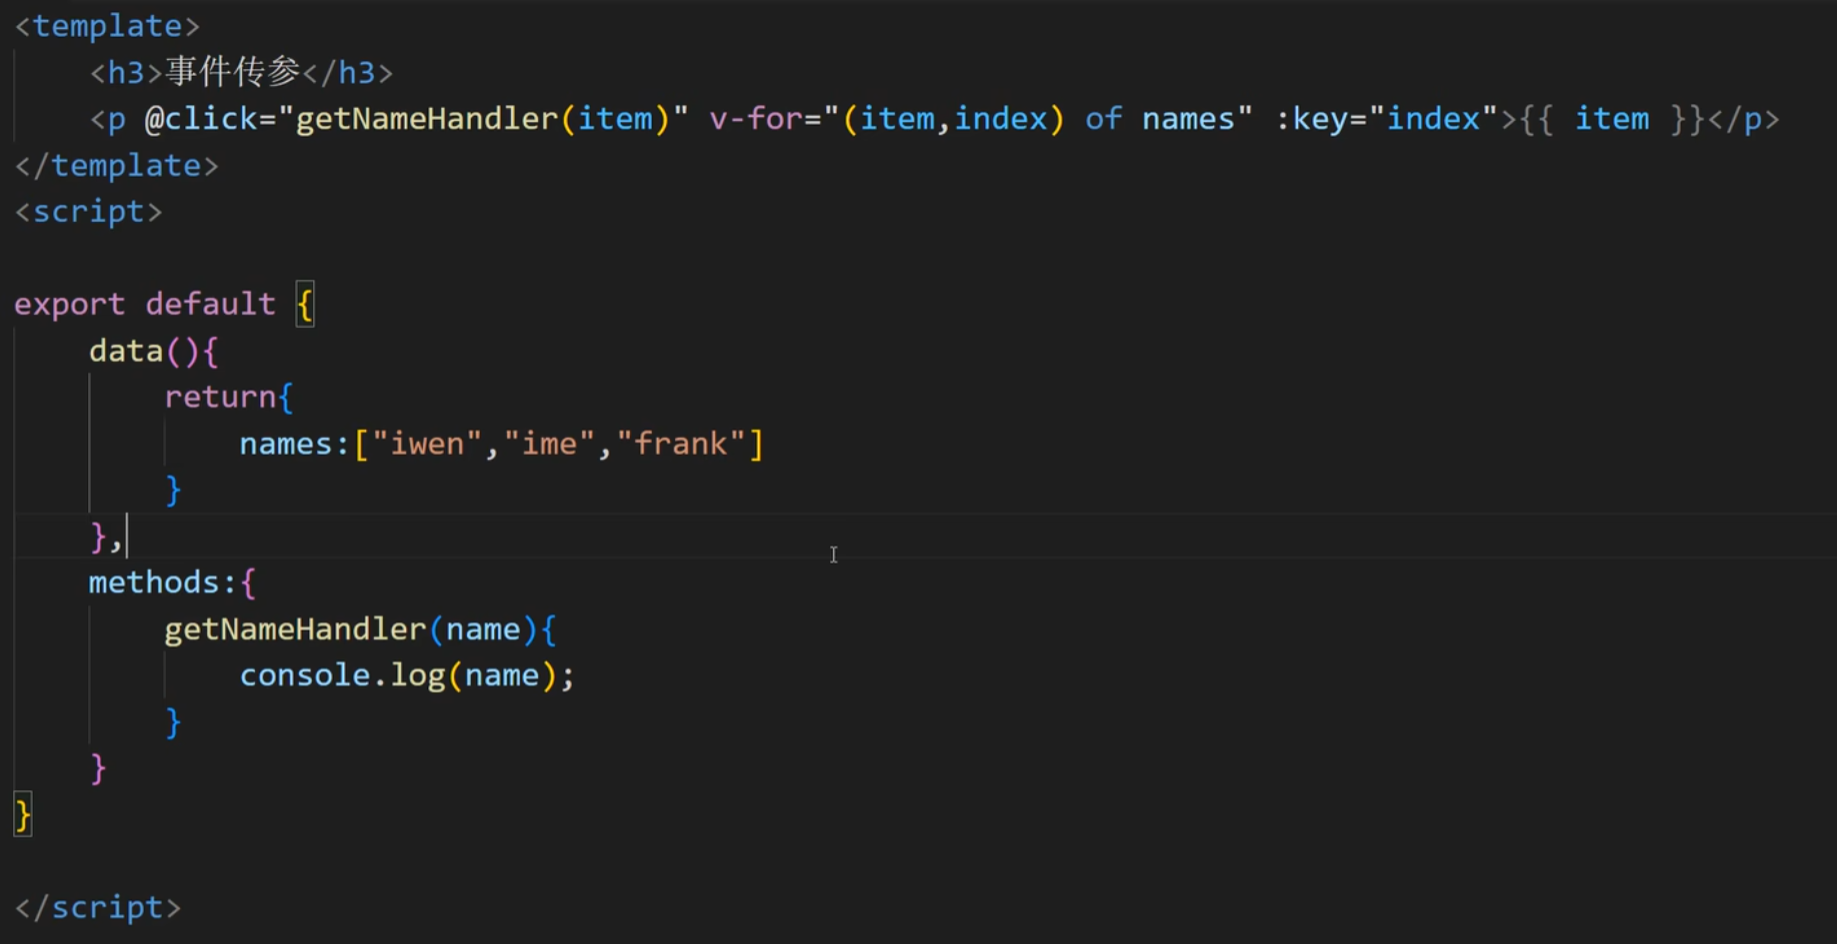 <template>
    <h3>事件传参</h3>
    <p @click="getNameHandler(item)" v-for="(item,index) of names" :key="index">{{ item }}</p>
</template>
<script>
export default {
    data(){
        return{
            names:["iwen","ime","frank"]
        }
    },
    methods:{
        getNameHandler(name){
            console.log(name);
        }
    }
}
</script>